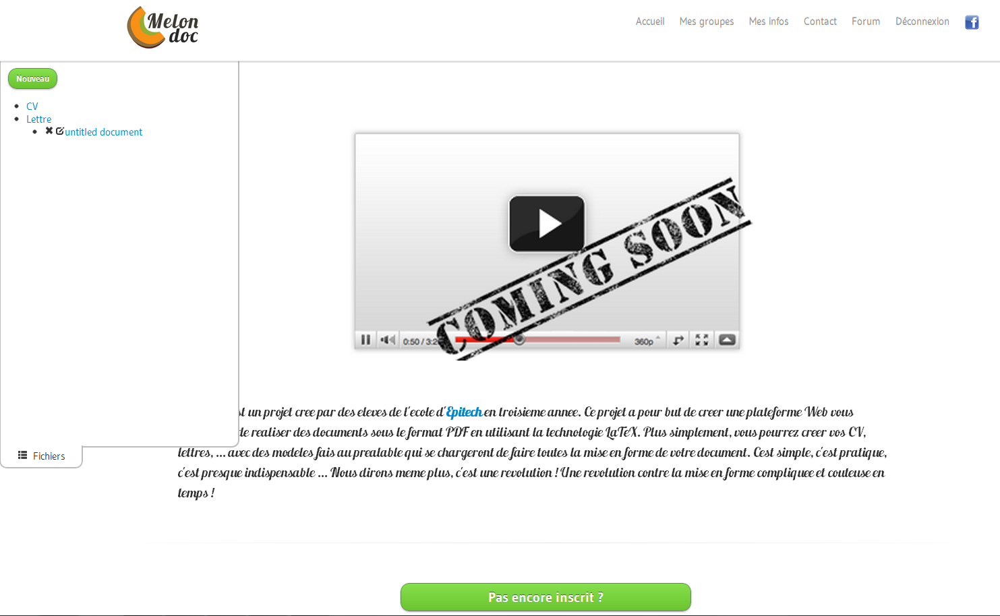 Melon
doc
Accueil Mes groupes Mes infos Contact Forum Déconnexion f
Nouveau
CV
Lettre
untitled document
COMING SOON
0:50 / 3:2
360p
st un projet cree par des eleves de l'ecole d'Epitech en troisieme annee. Ce projet a pour but de creer une plateforme Web vous
de realiser des documents sous le format PDF en utilisant la technologie LaTeX. Plus simplement, vous pourrez creer vos CV,
lettres, ... avec des modeles fais au prealable qui se chargeront de faire toutes la mise en forme de votre document. Cest simple, c'est pratique,
Fichiers
c'est presque indispensable ... Nous dirons meme plus, c'est une revolution ! Une revolution contre la mise en forme compliquee et couteuse en
temps !
Pas encore inscrit ?